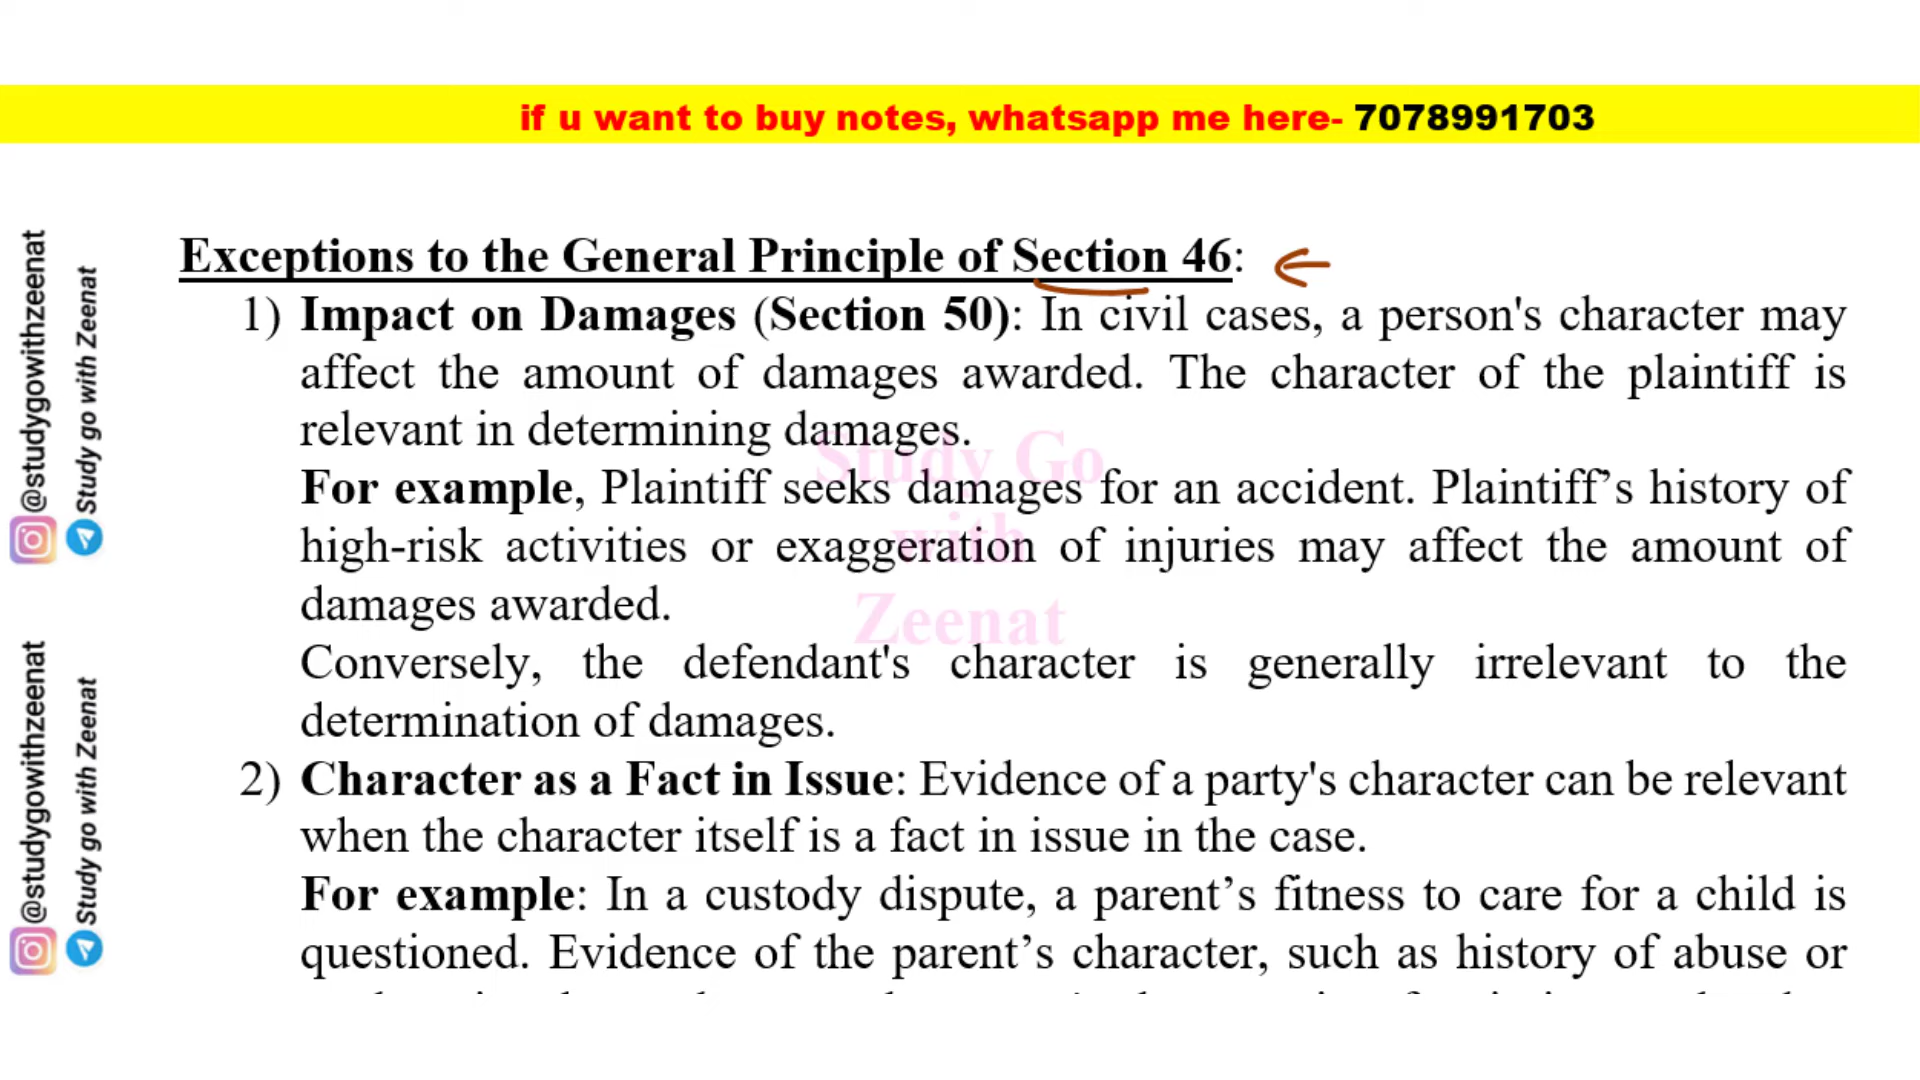 if u want to buy notes, whatsapp me here- 7078991703
Exceptions to the General Principle of Section 46:
1) Impact on Damages (Section 50): In civil cases, a person's character may
affect the amount of damages awarded. The character of the plaintiff is
relevant in determining damages.
For example, Plaintiff seeks damages for an accident. Plaintiff’s history of
high-risk activities or exaggeration of injuries may affect the amount of
damages awarded.
Conversely, the defendant's character is generally irrelevant to the
determination of damages.
2) Character as a Fact in Issue: Evidence of a party's character can be relevant
when the character itself is a fact in issue in the case.
For example: In a custody dispute, a parent’s fitness to care for a child is
questioned. Evidence of the parent’s character, such as history of abuse or
@studygowithzeenat
Study go with Zeenat
@studygowithzeenat
Study go with Zeenat
Study Go
with
Zeenat